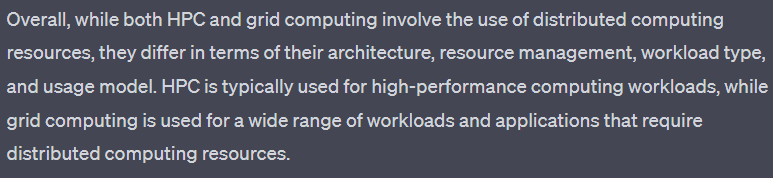 Overall, while both HPC and grid computing involve the use of distributed computing
resources, they differ in terms of their architecture, resource management, workload type,
and usage model. HPC is typically used for high-performance computing workloads, while
grid computing is used for a wide range of workloads and applications that require
distributed computing resources.